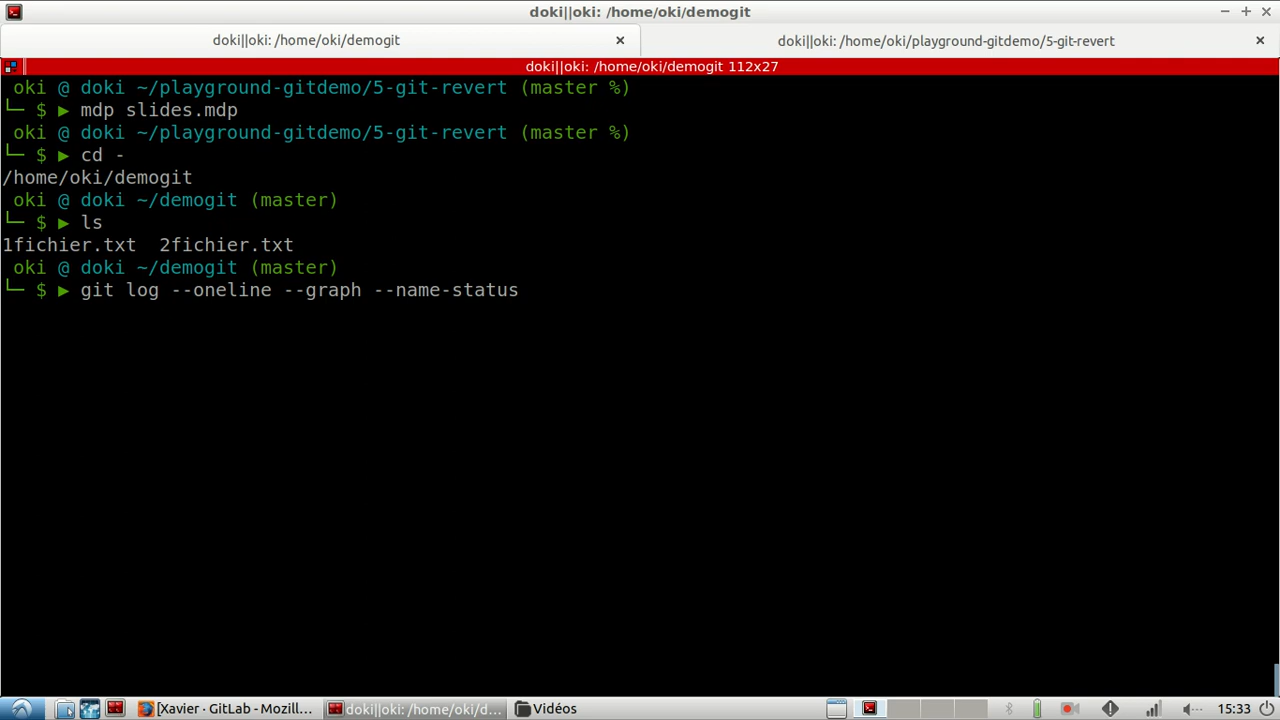 doki||oki: /home/oki/demogit
doki||oki: /home/oki/demogit
doki||oki: /home/oki/playground-gitdemo/5-git-revert
doki||oki: /home/oki/demogit 112x27
oki @ doki ~/playground-gitdemo/5-git-revert (master %)
└─ $ ▶ mdp slides.mdp
oki @ doki ~/playground-gitdemo/5-git-revert (master %)
└─ $ ▶ cd -
/home/oki/demogit
oki @ doki ~/demogit (master)
└─ $ ▶ ls
1fichier.txt  2fichier.txt
oki @ doki ~/demogit (master)
└─ $ ▶ git log --oneline --graph --name-status
[Xavier · GitLab - Mozill...
doki||oki: /home/oki/d...
Vidéos
15:33